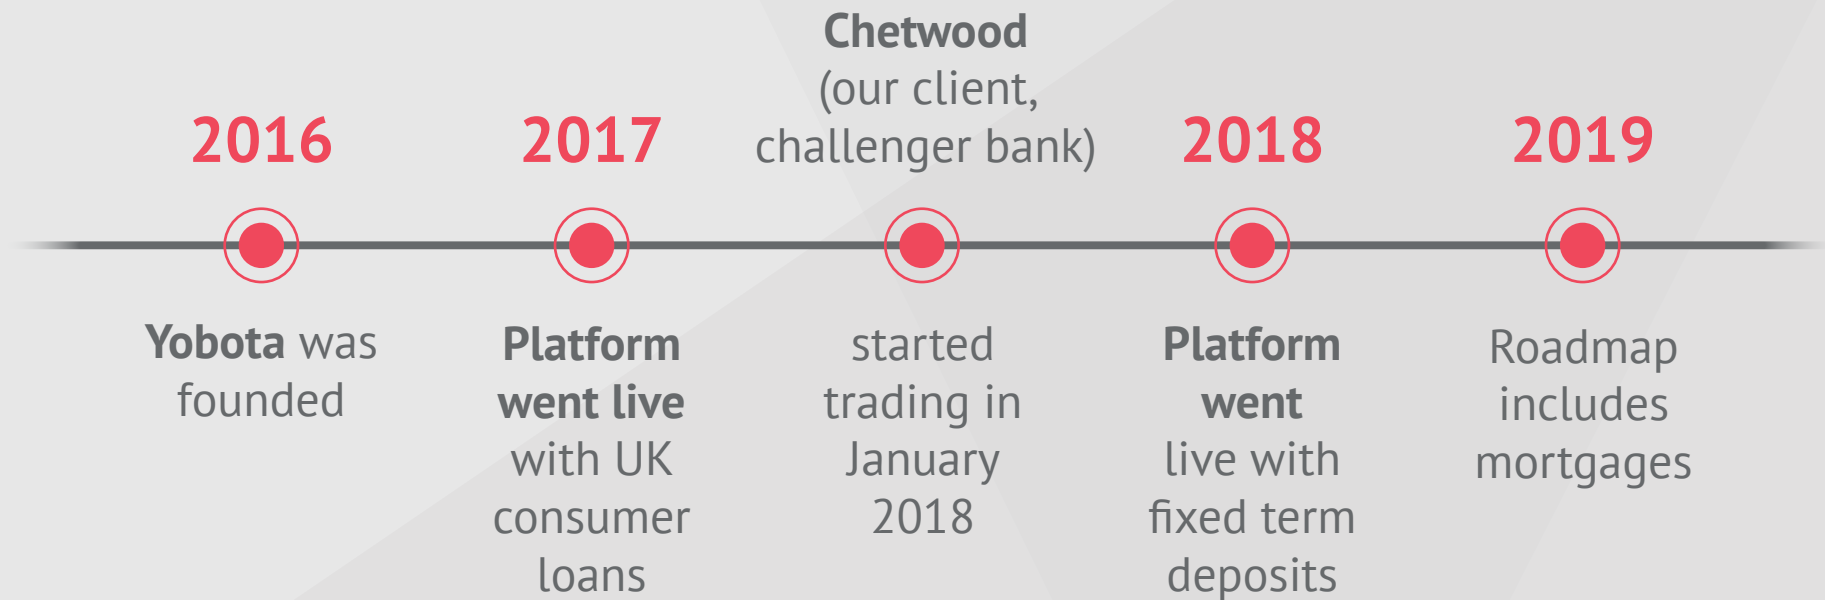 2016
Yobota was
founded
2017
Platform
went live
with UK
consumer
loans
Chetwood
(our client,
challenger bank)
started
trading in
January
2018
2018
Platform
went
live with
fixed term
deposits
2019
Roadmap
includes
mortgages